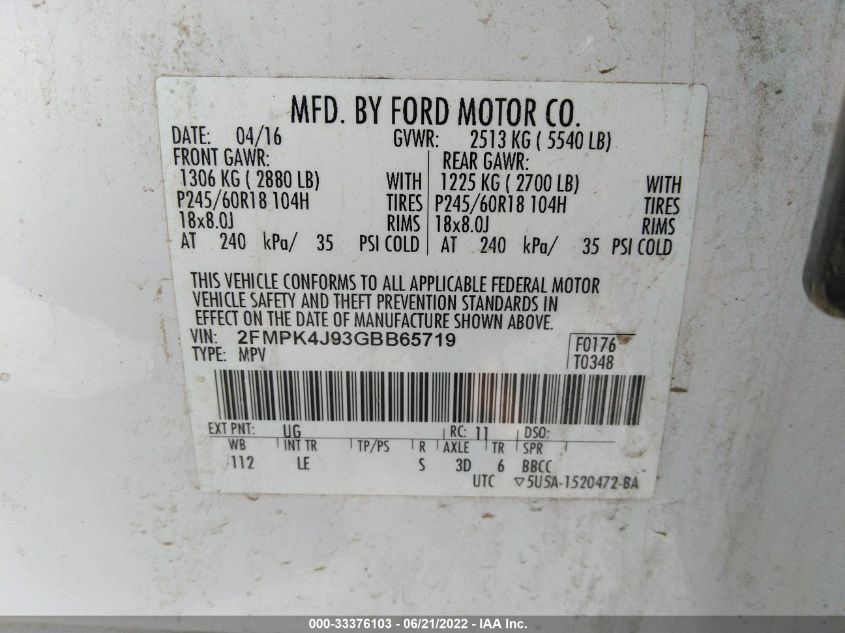 MFD. BY FORD MOTOR CO.
DATE: 04/16 GVWR: 2513 KG ( 5540 LB)
FRONT GAWR: REAR GAWR:
1306 KG ( 2880 LB) WITH 1225 KG ( 2700 LB) WITH
P245/60R18 104H TIRES P245/60R18 104H TIRES
18x8.0J RIMS 18x8.0J RIMS
AT 240 kPa/ 35 PSI COLD AT 240 kPa/ 35 PSI COLD
THIS VEHICLE CONFORMS TO ALL APPLICABLE FEDERAL MOTOR
VEHICLE SAFETY AND THEFT PREVENTION STANDARDS IN
EFFECT ON THE DATE OF MANUFACTURE SHOWN ABOVE.
VIN: 2FMPK4J93GBB65719 F0176
TYPE: MPV T0348
EXT PNT: UG RC: 11 DSO:
WB INT TR TP/PS R AXLE TR SPR
112 LE S 3D 6 BBCC
UTC ▽5U5A-1520472-BA
000-33376103 - 06/21/2022 - IAA Inc.